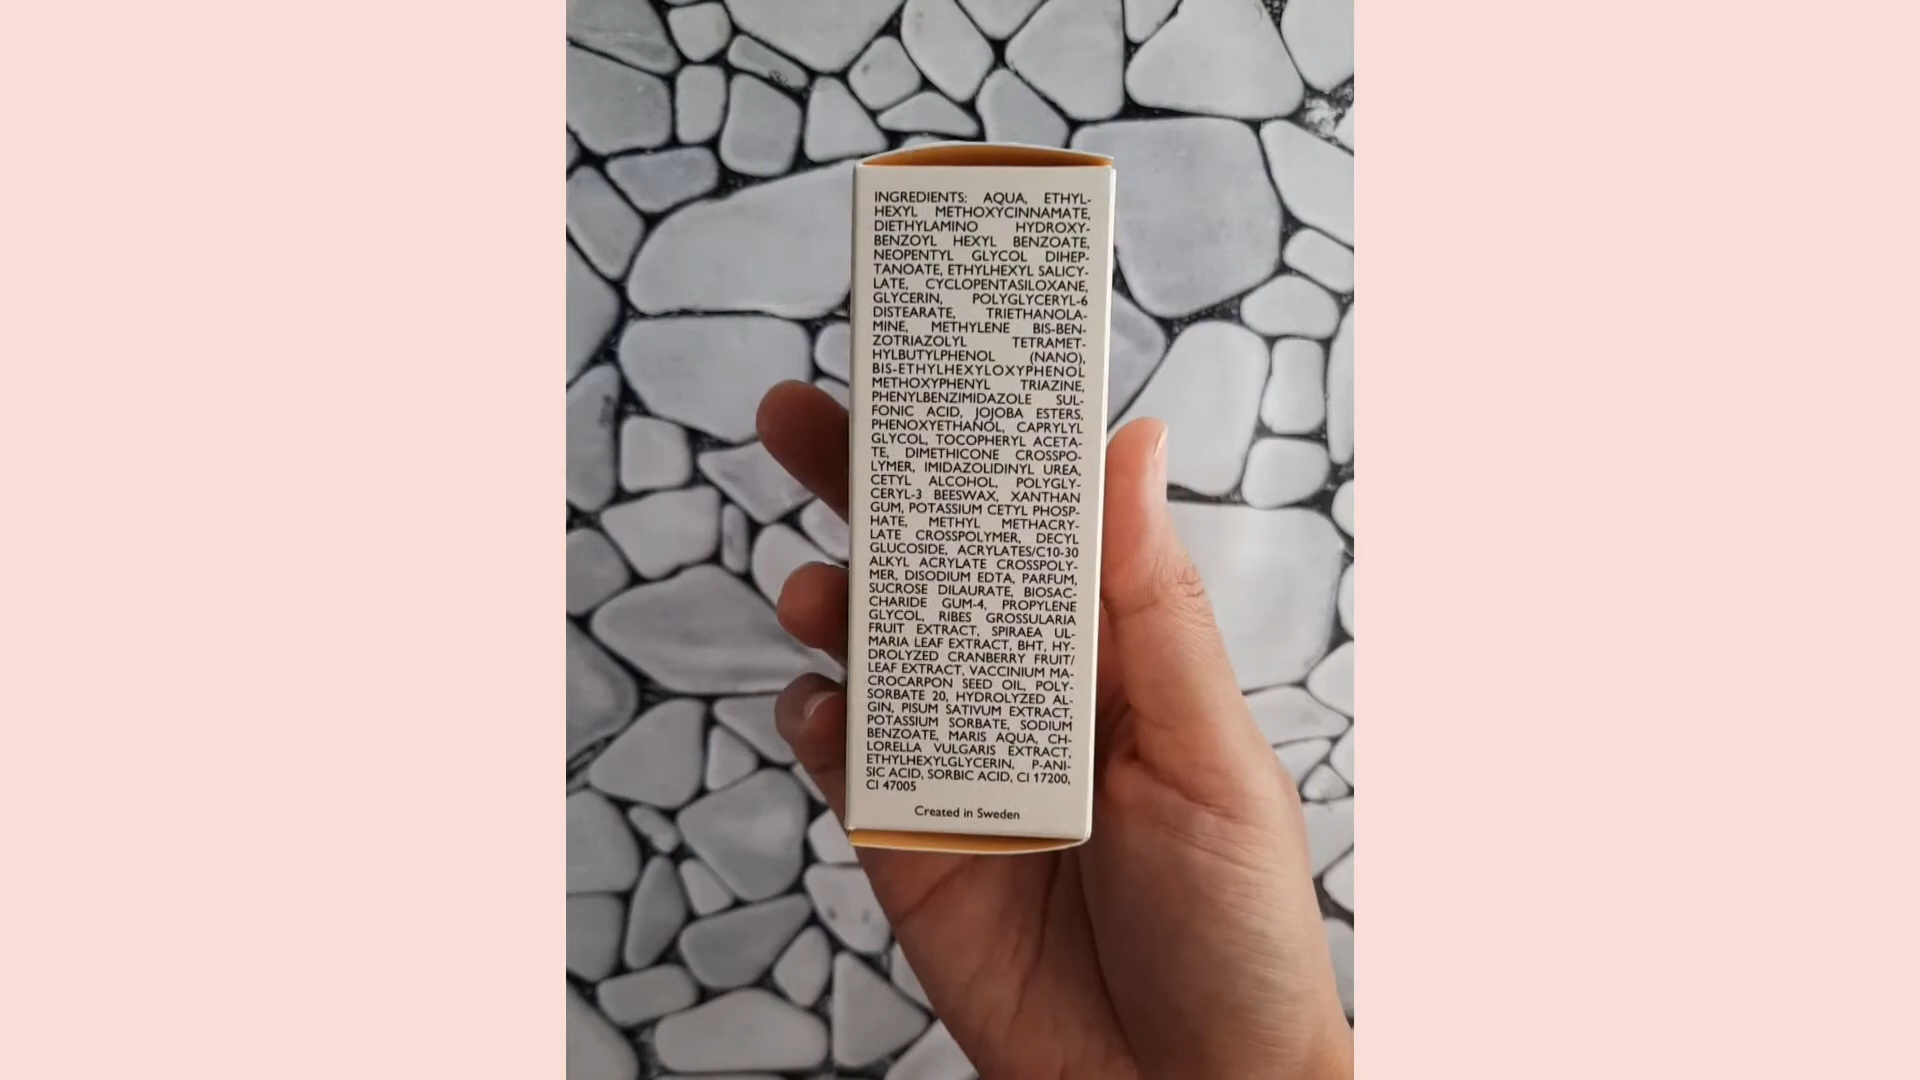 INGREDIENTS: AQUA, ETHYL-
HEXYL METHOXYCINNAMATE,
DIETHYLAMINO HYDROXY-
BENZOYL HEXYL BENZOATE,
NEOPENTYL GLYCOL DIHEP-
TANOATE, ETHYLHEXYL SALICY-
LATE, CYCLOPENTASILOXANE,
GLYCERIN, POLYGLYCERYL-6
DISTEARATE, TRIETHANOLA-
MINE, METHYLENE BIS-BEN-
ZOTRIAZOLYL TETRAMET-
HYLBUTYLPHENOL (NANO),
BIS-ETHYLHEXYLOXYPHENOL
METHOXYPHENYL TRIAZINE,
PHENYLBENZIMIDAZOLE SUL-
FONIC ACID, JOJOBA ESTERS,
PHENOXYETHANOL, CAPRYLYL
GLYCOL, TOCOPHERYL ACETA-
TE, DIMETHICONE CROSSPO-
LYMER, IMIDAZOLIDINYL UREA,
CETYL ALCOHOL, POLYGLY-
CERYL-3 BEESWAX, XANTHAN
GUM, POTASSIUM CETYL PHOSP-
HATE, METHYL METHACRY-
LATE CROSSPOLYMER, DECYL
GLUCOSIDE, ACRYLATES/C10-30
ALKYL ACRYLATE CROSSPOLY-
MER, DISODIUM EDTA, PARFUM,
SUCROSE DILAURATE, BIOSAC-
CHARIDE GUM-4, PROPYLENE
GLYCOL, RIBES GROSSULARIA
FRUIT EXTRACT, SPIRAEA UL-
MARIA LEAF EXTRACT, BHT, HY-
DROLYZED CRANBERRY FRUIT/
LEAF EXTRACT, VACCINIUM MA-
CROCARPON SEED OIL, POLY-
SORBATE 20, HYDROLYZED AL-
GIN, PISUM SATIVUM EXTRACT,
POTASSIUM SORBATE, SODIUM
BENZOATE, MARIS AQUA, CH-
LORELLA VULGARIS EXTRACT,
ETHYLHEXYLGLYCERIN, P-ANI-
SIC ACID, SORBIC ACID, CI 17200,
CI 47005
Created in Sweden